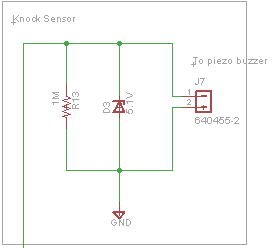 Knock Sensor
To piezo buzzer
J7
1
2
640455-2
1M
R13
D3
5.1V
GND